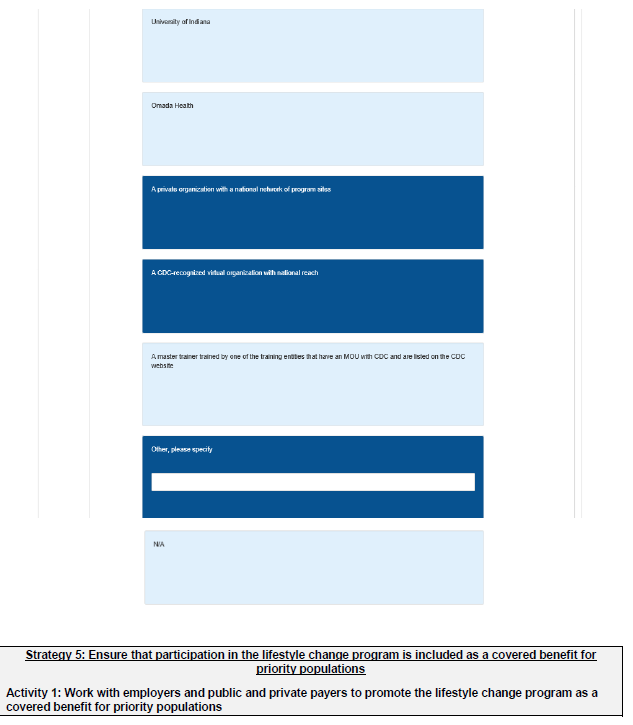 University of Indiana
Omada Health
A private organization with a national network of program sites
A CDC-recognized virtual organization with national reach
A master trainer trained by one of the training entities that have an MOU with CDC and are listed on the CDC
website
Other, please specify
N/A
Strategy 5: Ensure that participation in the lifestyle change program is included as a covered benefit for
priority populations
Activity 1: Work with employers and public and private payers to promote the lifestyle change program as a
covered benefit for priority populations